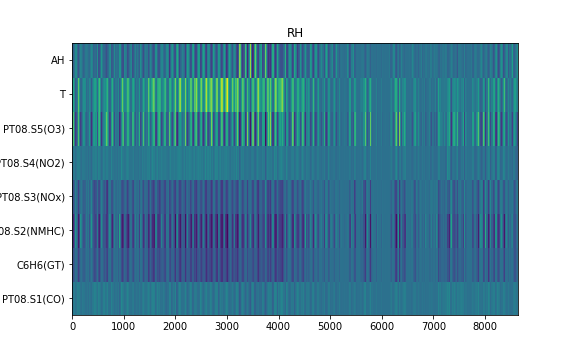 RH
AH
T
PT08.S5(O3)
PT08.S4(NO2)
PT08.S3(NOx)
08.S2(NMHC)
C6H6(GT)
PT08.S1(CO)
0 1000 2000 3000 4000 5000 6000 7000 8000